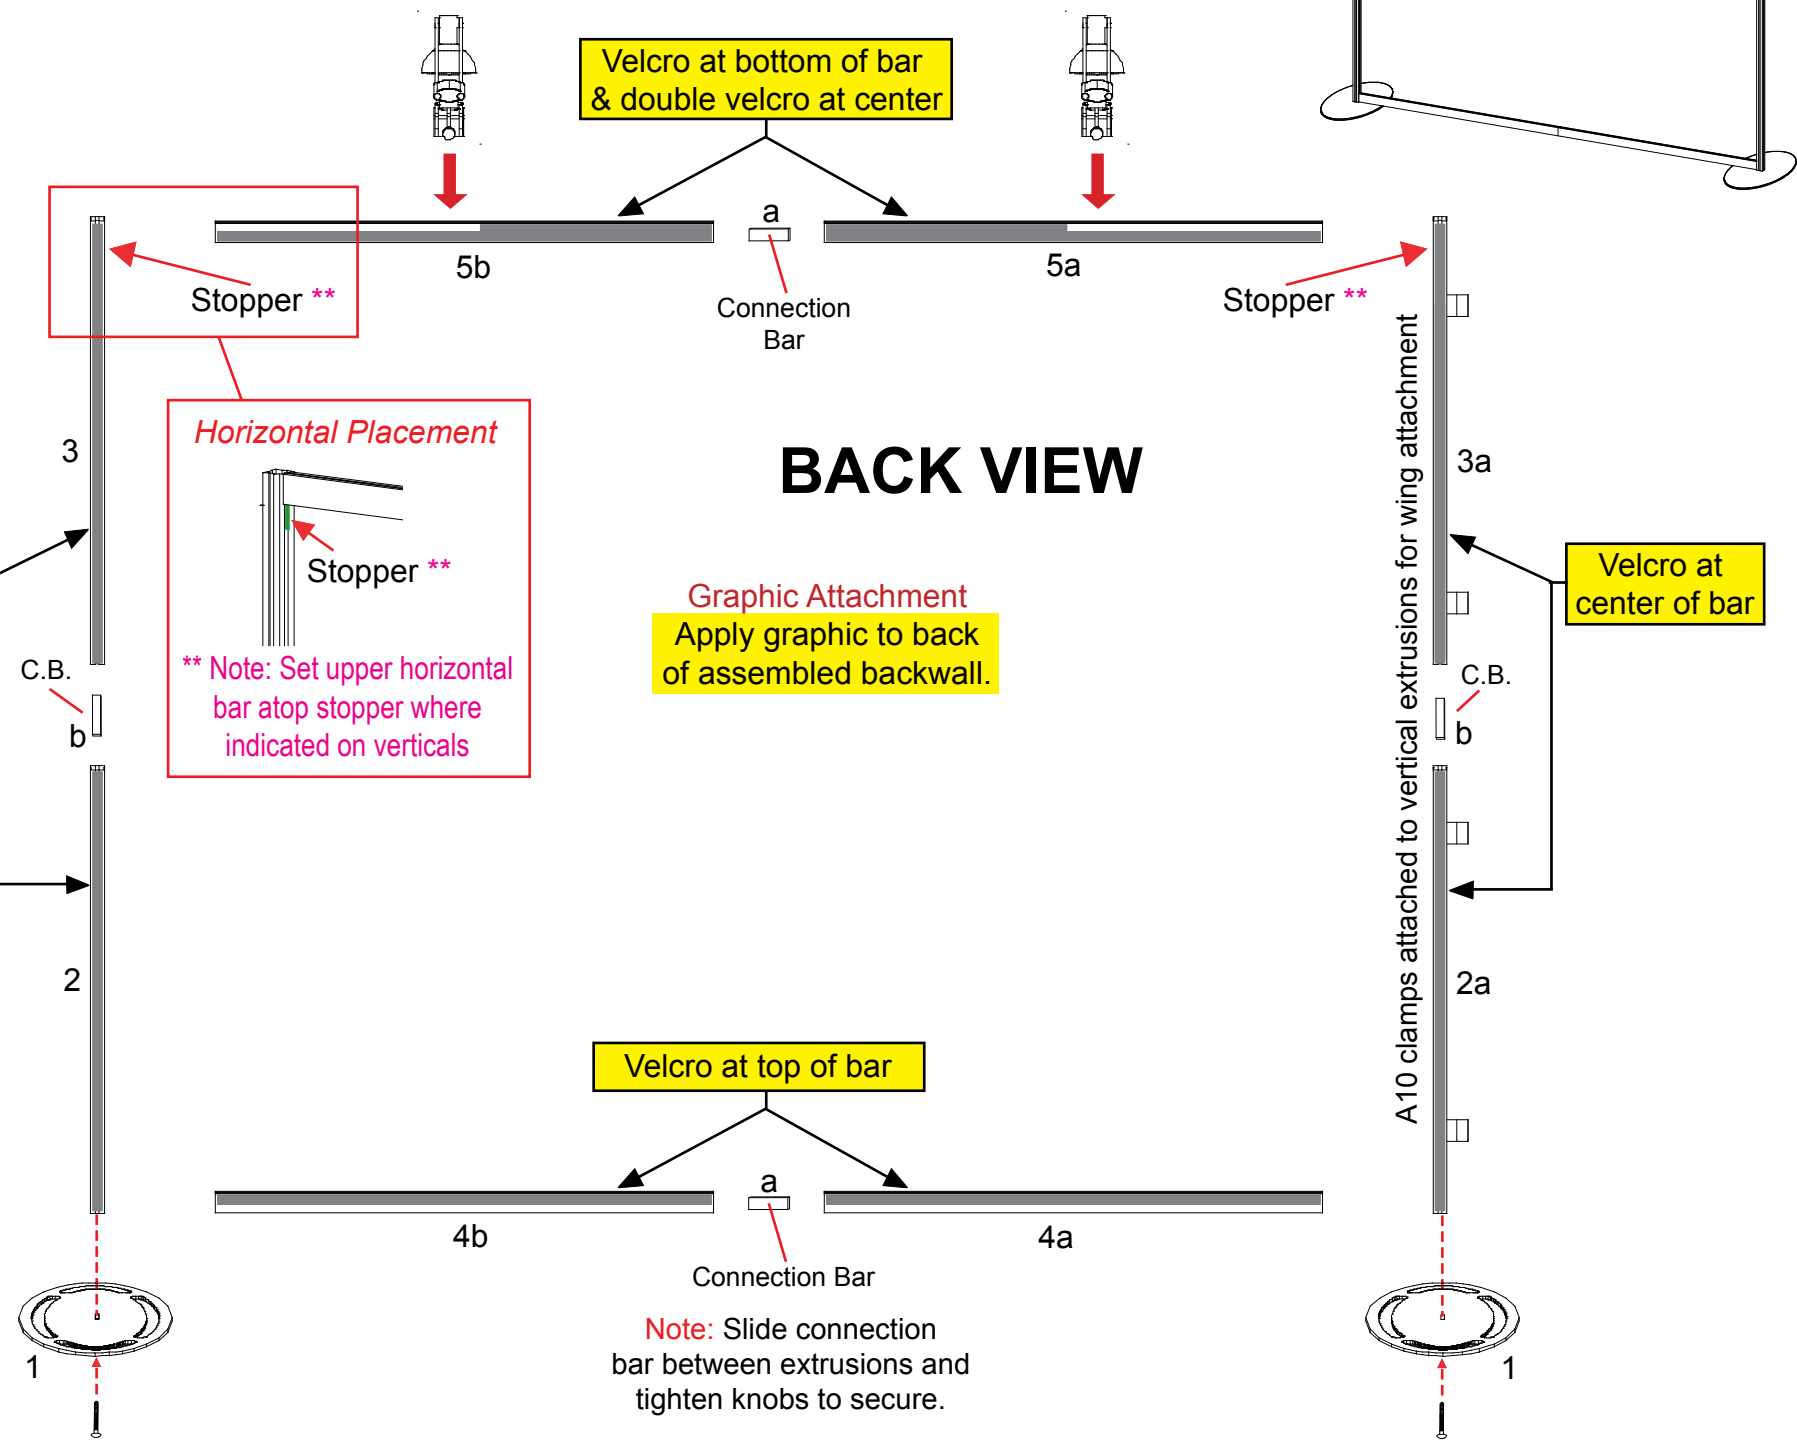 Velcro at bottom of bar
& double velcro at center
a
5b
5a
Stopper **
Connection
Bar
Stopper **
Horizontal Placement
3
BACK VIEW
3a
Stopper **
Graphic Attachment
Apply graphic to back
of assembled backwall.
Velcro at
center of bar
** Note: Set upper horizontal
bar atop stopper where
indicated on verticals
C.B.
b
C.B.
b
A10 clamps attached to vertical extrusions for wing attachment
2
2a
Velcro at top of bar
a
4b
4a
Connection Bar
Note: Slide connection
bar between extrusions and
tighten knobs to secure.
1
1